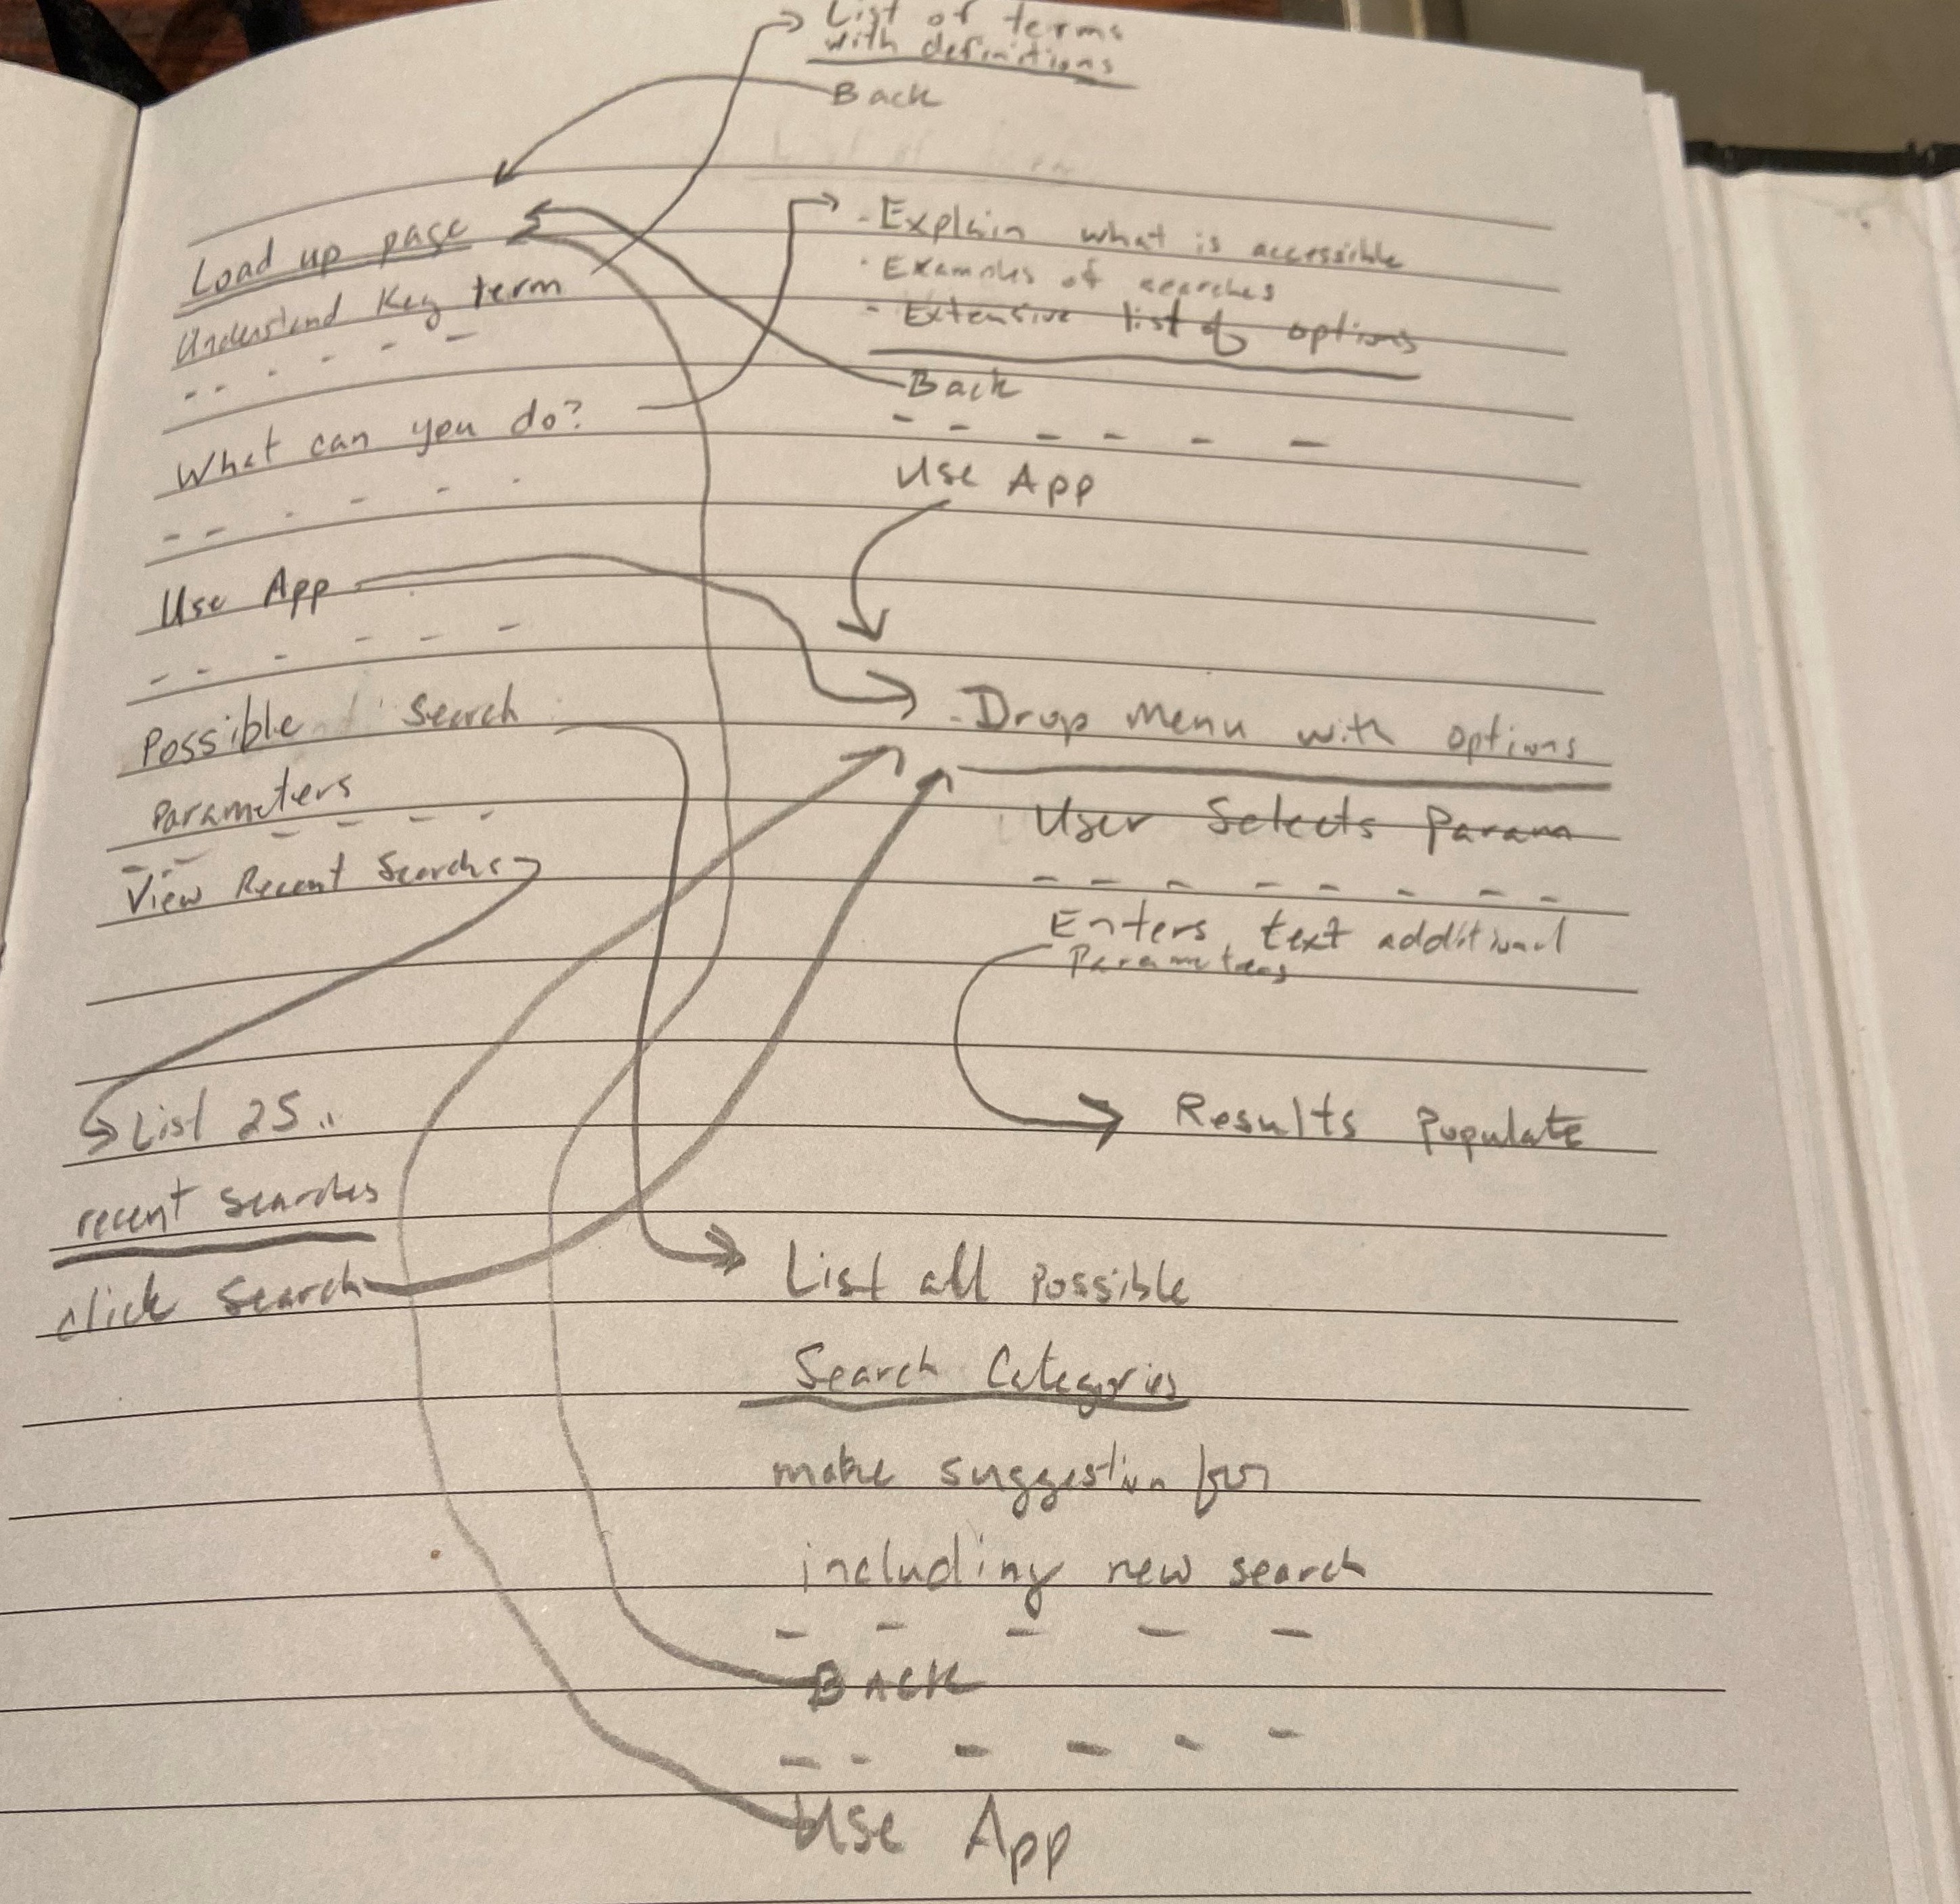 List of terms
with definitions
Back
Load up page
Understand Key term
What can you do?
Use App
Possible Search
Parameters
View Recent Searchs
List 25
recent searches
click search
- Explain what is accessible
Examples of searches
- Extensive list of options
Back
Use App
- Drop Menu with options
User Selects Param
Enters text additional
Parameters
Results Populate
List all possible
Search Categories
make suggestion for
including new search
BACK
Use App